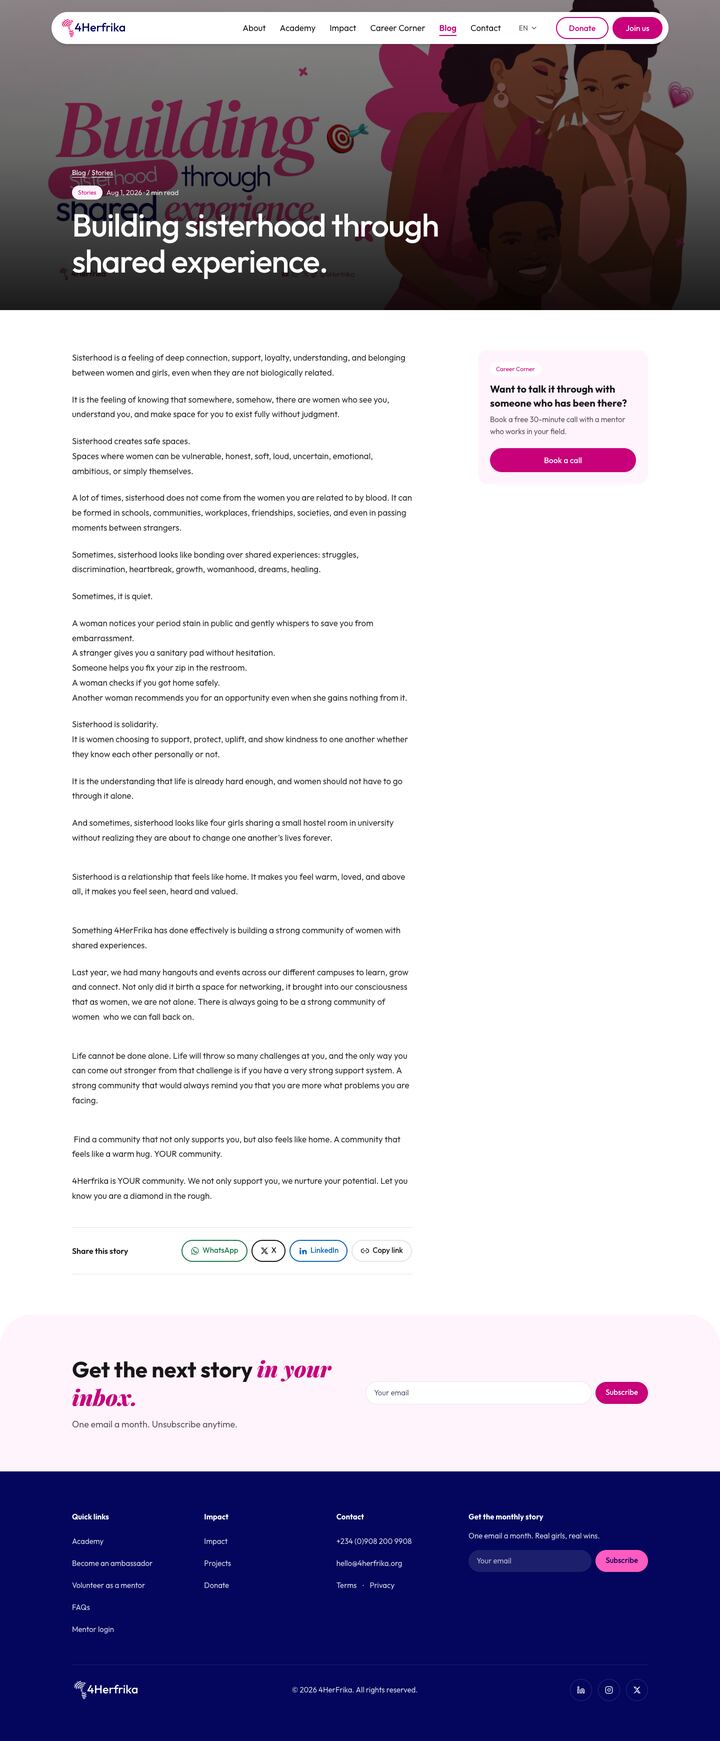 4Herfrika
About Academy Impact Career Corner Blog Contact EN Donate Join us
Building
sisterhood through
shared experience.
Blog / Stories
Stories Aug 1, 2026 · 2 min read
Building sisterhood through
shared experience.
Sisterhood is a feeling of deep connection, support, loyalty, understanding, and belonging
between women and girls, even when they are not biologically related.
It is the feeling of knowing that somewhere, somehow, there are women who see you,
understand you, and make space for you to exist fully without judgment.
Sisterhood creates safe spaces.
Spaces where women can be vulnerable, honest, soft, loud, uncertain, emotional,
ambitious, or simply themselves.
A lot of times, sisterhood does not come from the women you are related to by blood. It can
be formed in schools, communities, workplaces, friendships, societies, and even in passing
moments between strangers.
Sometimes, sisterhood looks like bonding over shared experiences: struggles,
discrimination, heartbreak, growth, womanhood, dreams, healing.
Sometimes, it is quiet.
A woman notices your period stain in public and gently whispers to save you from
embarrassment.
A stranger gives you a sanitary pad without hesitation.
Someone helps you fix your zip in the restroom.
A woman checks if you got home safely.
Another woman recommends you for an opportunity even when she gains nothing from it.
Sisterhood is solidarity.
It is women choosing to support, protect, uplift, and show kindness to one another whether
they know each other personally or not.
It is the understanding that life is already hard enough, and women should not have to go
through it alone.
And sometimes, sisterhood looks like four girls sharing a small hostel room in university
without realizing they are about to change one another's lives forever.
Sisterhood is a relationship that feels like home. It makes you feel warm, loved, and above
all, it makes you feel seen, heard and valued.
Something 4HerFrika has done effectively is building a strong community of women with
shared experiences.
Last year, we had many hangouts and events across our different campuses to learn, grow
and connect. Not only did it birth a space for networking, it brought into our consciousness
that as women, we are not alone. There is always going to be a strong community of
women who we can fall back on.
Life cannot be done alone. Life will throw so many challenges at you, and the only way you
can come out stronger from that challenge is if you have a very strong support system. A
strong community that would always remind you that you are more what problems you are
facing.
Find a community that not only supports you, but also feels like home. A community that
feels like a warm hug. YOUR community.
4Herfrika is YOUR community. We not only support you, we nurture your potential. Let you
know you are a diamond in the rough.
Share this story WhatsApp X LinkedIn Copy link
Career Corner
Want to talk it through with
someone who has been there?
Book a free 30-minute call with a mentor
who works in your field.
Book a call
Get the next story in your
inbox.
One email a month. Unsubscribe anytime.
Your email Subscribe
Quick links
Academy
Become an ambassador
Volunteer as a mentor
FAQs
Mentor login
Impact
Impact
Projects
Donate
Contact
+234 (0)908 200 9908
hello@4herfrika.org
Terms · Privacy
Get the monthly story
One email a month. Real girls, real wins.
Your email Subscribe
4Herfrika
© 2026 4HerFrika. All rights reserved.